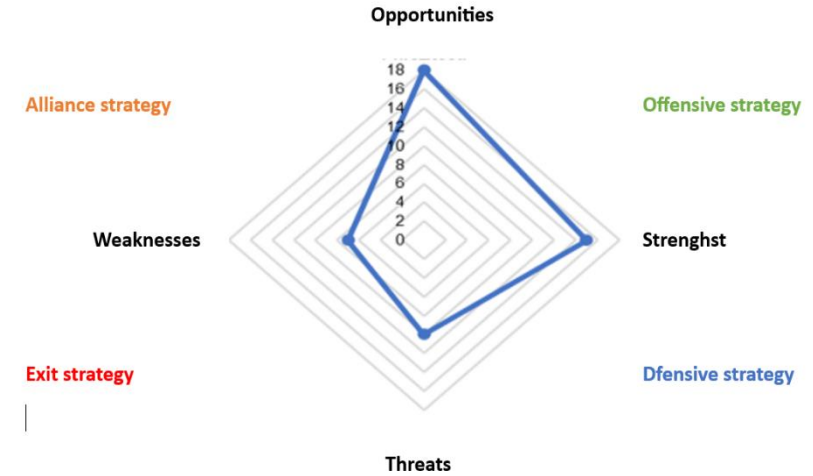 Opportunities
18
Alliance strategy
Offensive strategy
16
14
12
10
8
6
4
2
Weaknesses
0
Strenghst
Exit strategy
Dfensive strategy
Threats